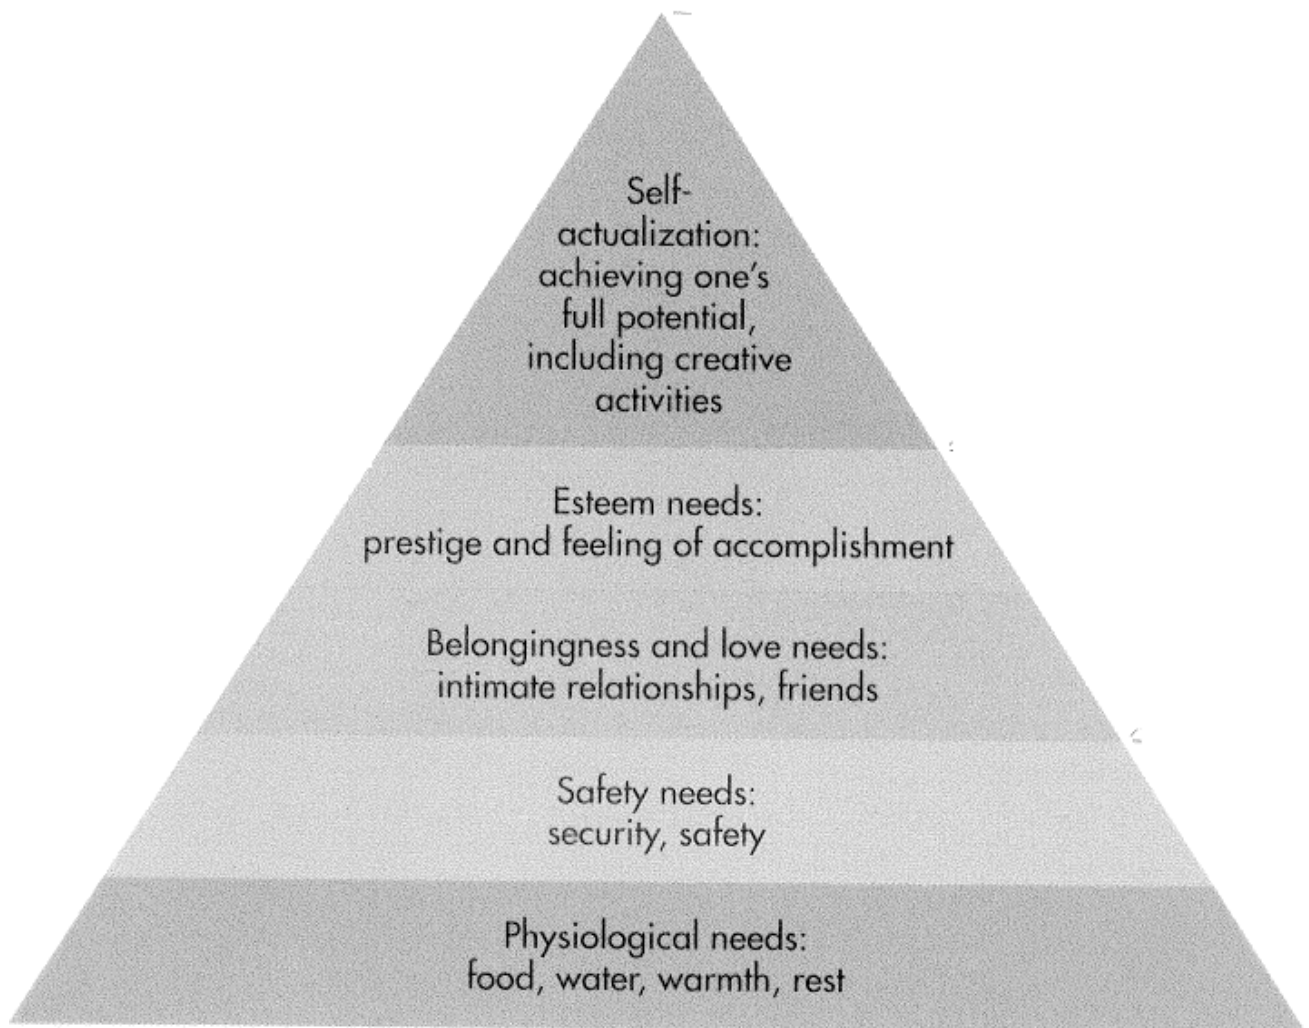 Self-
actualization:
achieving one's
full potential,
including creative
activities
Esteem needs:
prestige and feeling of accomplishment
Belongingness and love needs:
intimate relationships, friends
Safety needs:
security, safety
Physiological needs:
food, water, warmth, rest